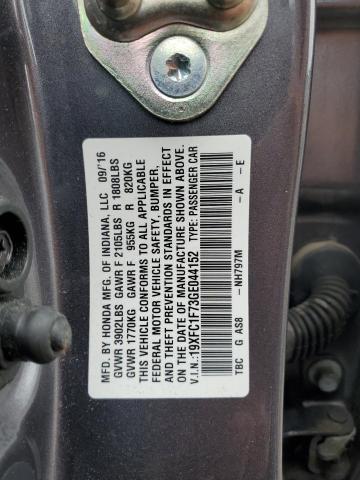 MFD. BY HONDA MFG. OF INDIANA, LLC 09/'16
GVWR 3902LBS GAWR F 2105LBS R 1808LBS
GVWR 1770KG GAWR F 955KG R 820KG
THIS VEHICLE CONFORMS TO ALL APPLICABLE
FEDERAL MOTOR VEHICLE SAFETY, BUMPER,
AND THEFT PREVENTION STANDARDS IN EFFECT
ON THE DATE OF MANUFACTURE SHOWN ABOVE.
V.I.N.:19XFC1F73GE044152 TYPE: PASSENGER CAR
TBC G AS8 - NH797M - A - E